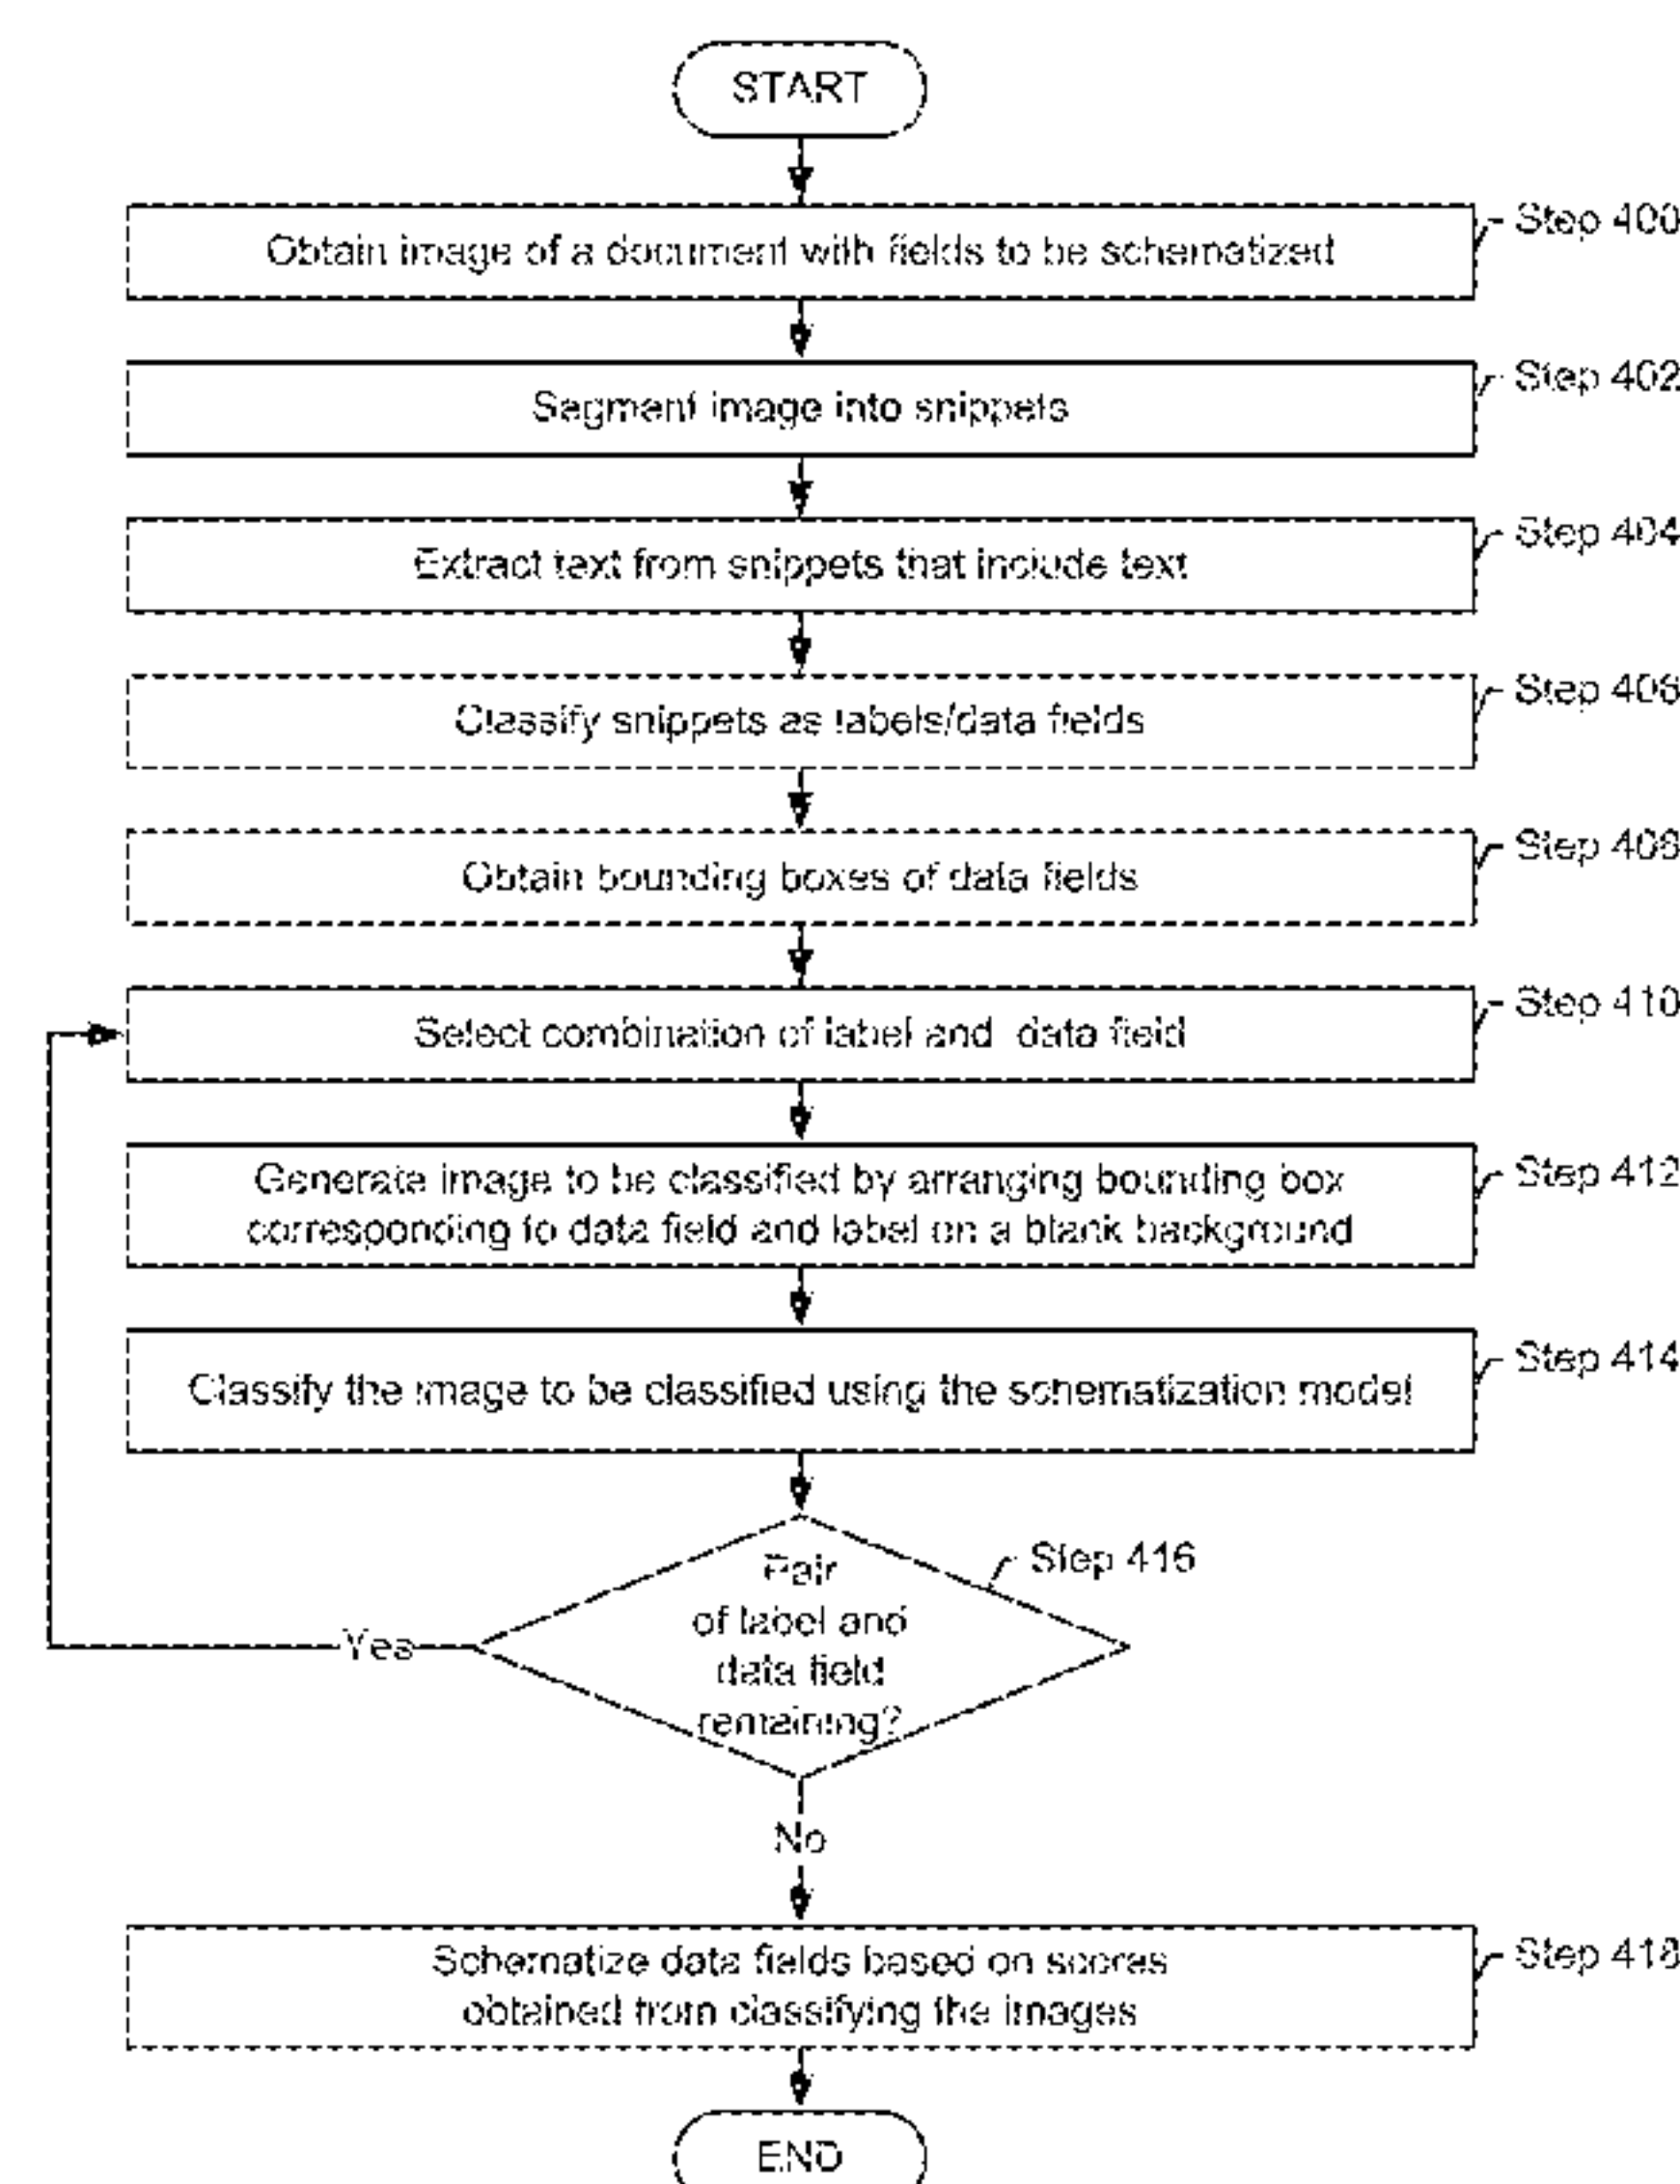 START
Obtain image of a document with fields to be schematized
Step 400
Segment image into snippets
Step 402
Extract text from snippets that include text
Step 404
Classify snippets as labels/data fields
Step 406
Obtain bounding boxes of data fields
Step 408
Select combination of label and data field
Step 410
Generate image to be classified by arranging bounding box
corresponding to data field and label on a blank background
Step 412
Classify the image to be classified using the schematization model
Step 414
Pair
of label and
data field
remaining?
Step 416
Yes
No
Schematize data fields based on scores
obtained from classifying the images
Step 418
END